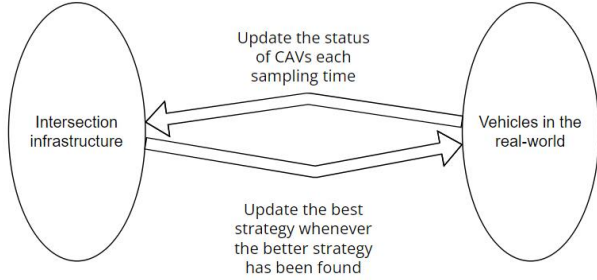 Update the status
of CAVs each
sampling time
Intersection
infrastructure
Vehicles in the
real-world
Update the best
strategy whenever
the better strategy
has been found